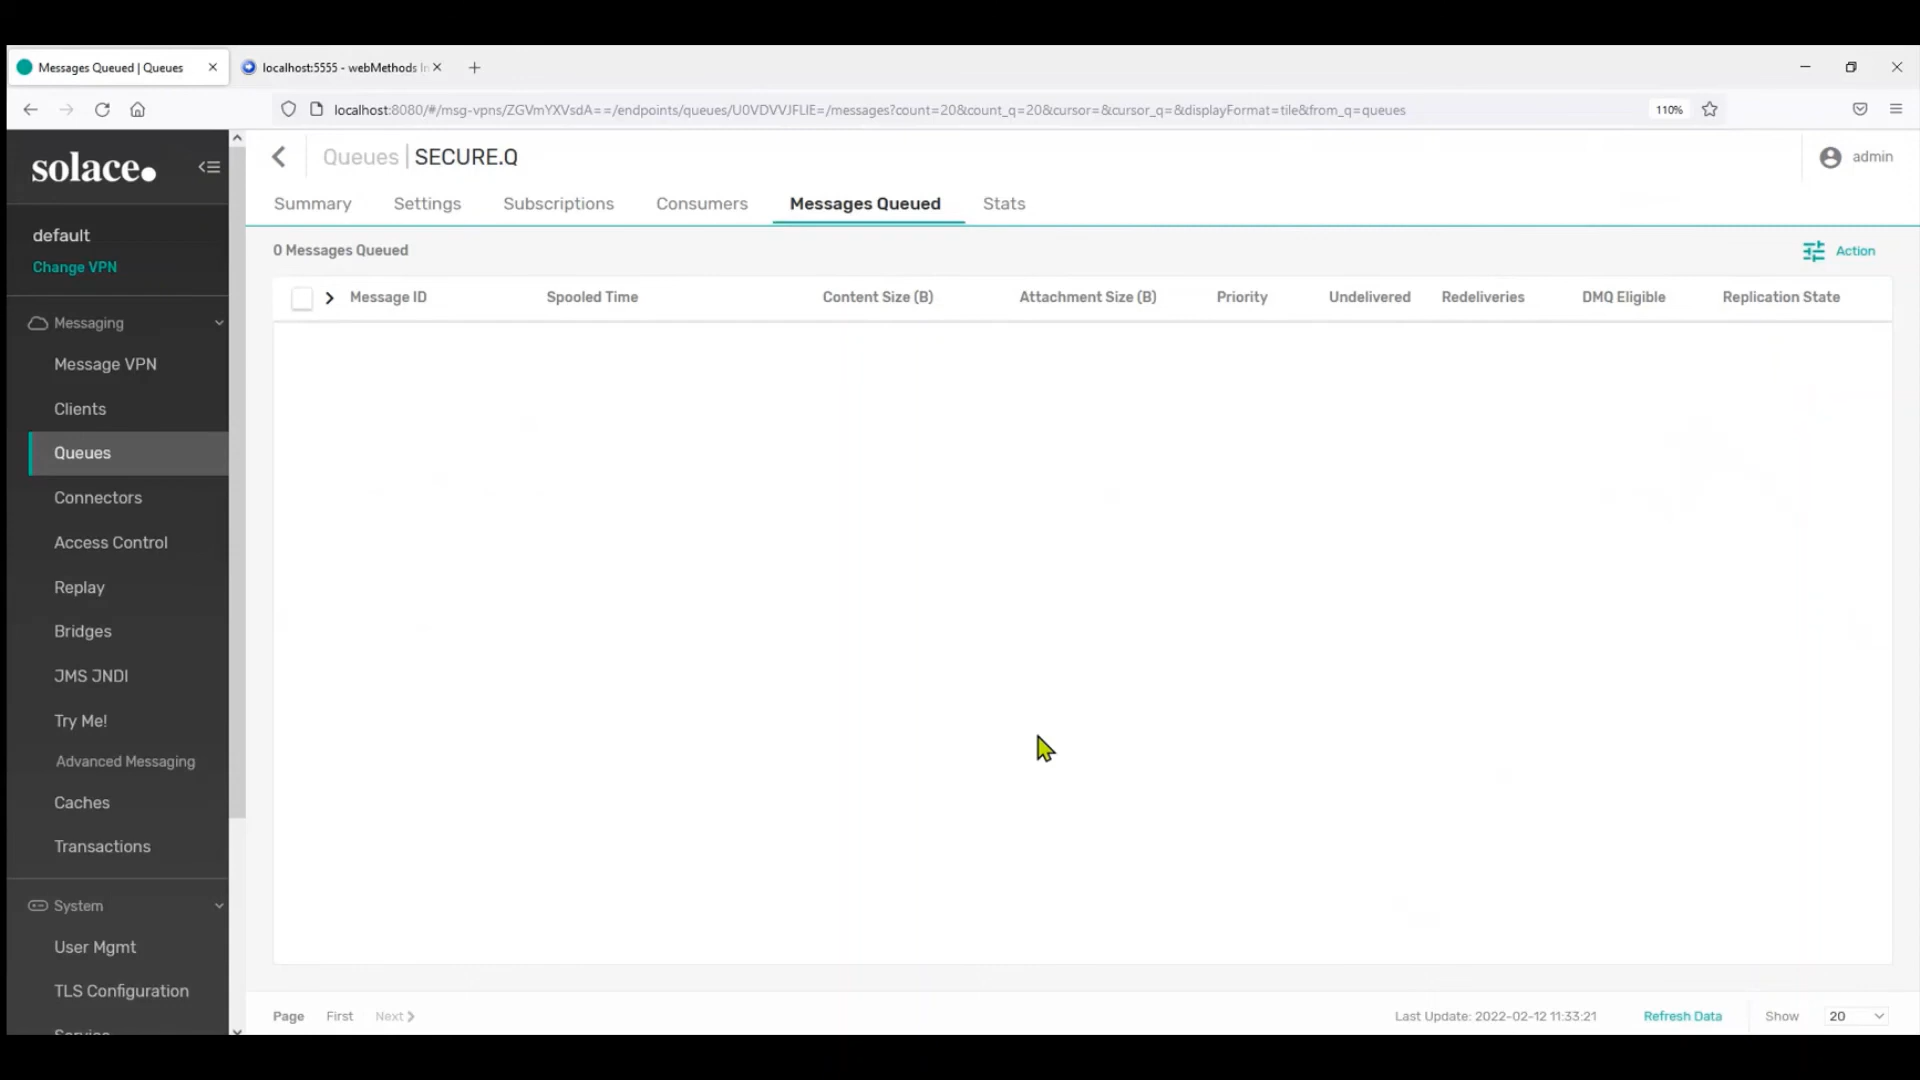 Messages Queued | Queues
localhost:5555 - webMethods In
localhost:8080/#/msg-vpns/ZGVmYXVsdA==/endpoints/queues/U0VDVVJFLlE=/messages?count=20&count_q=20&cursor=&cursor_q=&displayFormat=tile&from_q=queues
110%
solace.
Queues | SECURE.Q
admin
Summary Settings Subscriptions Consumers Messages Queued Stats
default
Change VPN
0 Messages Queued
Action
Message ID Spooled Time Content Size (B) Attachment Size (B) Priority Undelivered Redeliveries DMQ Eligible Replication State
Messaging
Message VPN
Clients
Queues
Connectors
Access Control
Replay
Bridges
JMS JNDI
Try Me!
Advanced Messaging
Caches
Transactions
System
User Mgmt
TLS Configuration
Service
Page First Next
Last Update: 2022-02-12 11:33:21 Refresh Data Show 20